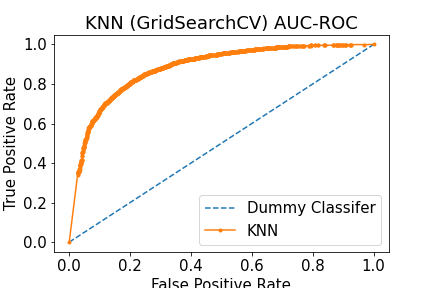 KNN (GridSearchCV) AUC-ROC
True Positive Rate
1.0
0.8
0.6
0.4
0.2
0.0
Dummy Classifer
KNN
0.0 0.2 0.4 0.6 0.8 1.0
False Positive Rate